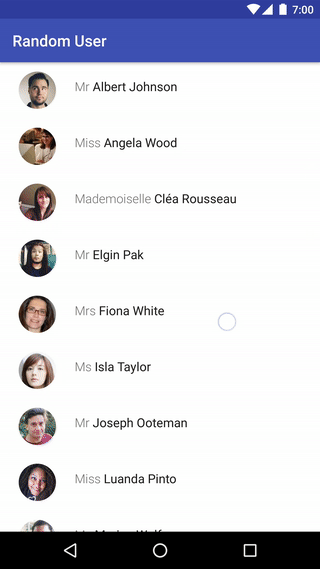 7:00
Random User
Mr Albert Johnson
Miss Angela Wood
Mademoiselle Cléa Rousseau
Mr Elgin Pak
Mrs Fiona White
Ms Isla Taylor
Mr Joseph Ooteman
Miss Luanda Pinto